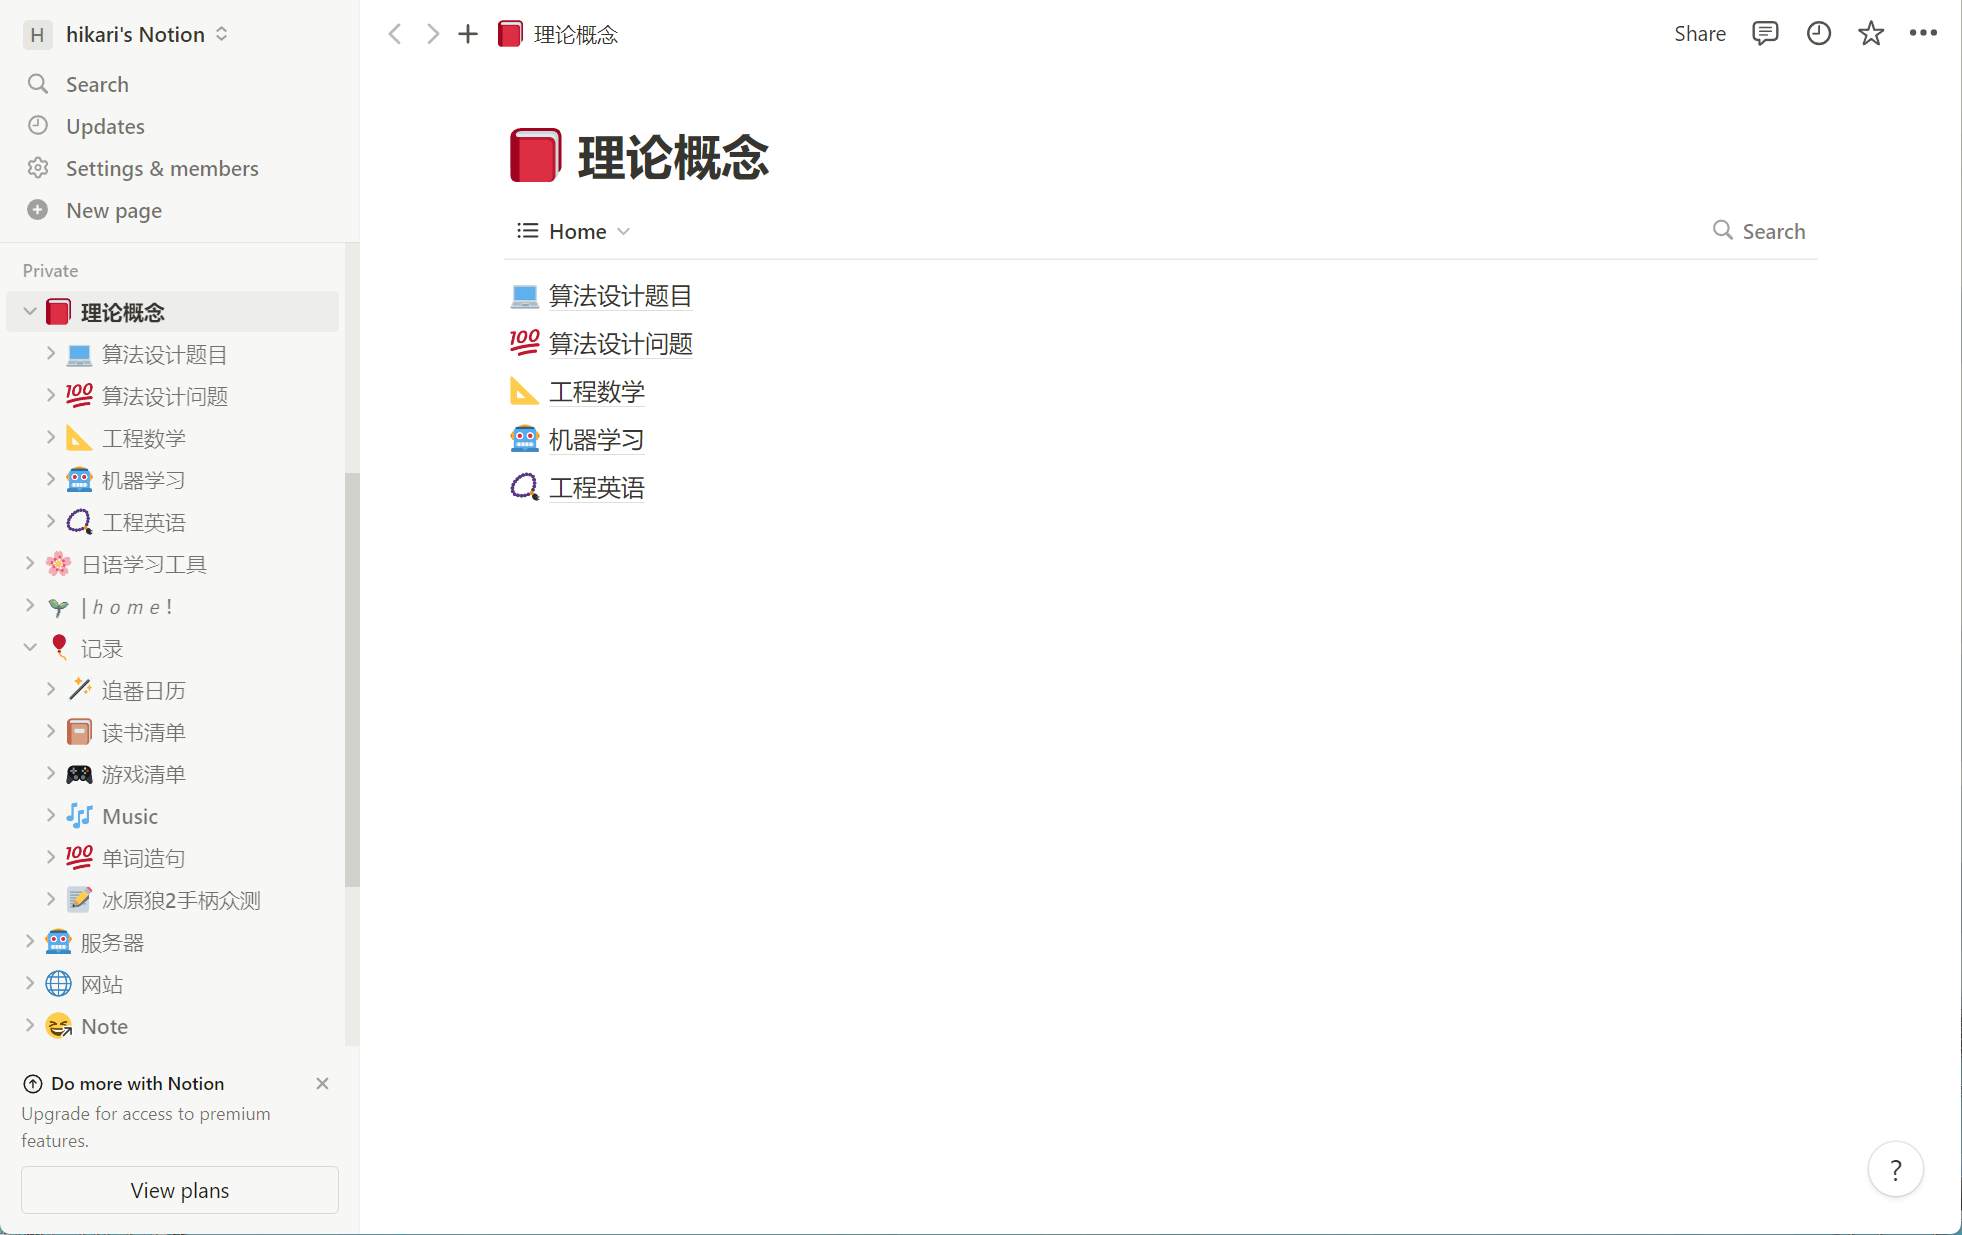 H hikari's Notion
Search
Updates
Settings & members
New page
Private
理论概念
算法设计题目
算法设计问题
工程数学
机器学习
工程英语
日语学习工具
| h o m e !
记录
追番日历
读书清单
游戏清单
Music
单词造句
冰原狼2手柄众测
服务器
网站
Note
Do more with Notion
Upgrade for access to premium
features.
View plans
理论概念
Share
理论概念
Home
Search
算法设计题目
算法设计问题
工程数学
机器学习
工程英语
?